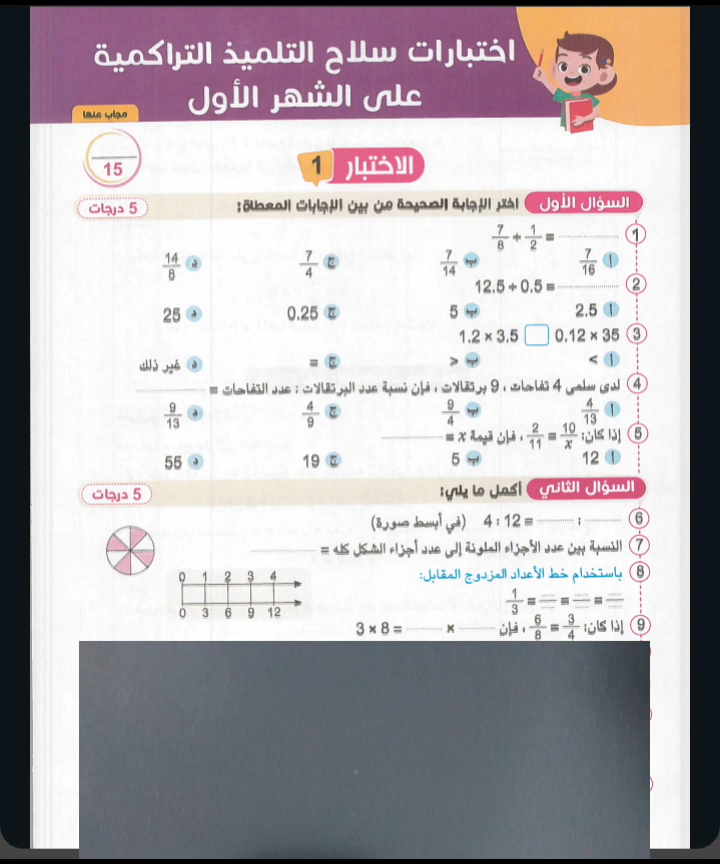 اختبارات سلاح التلميذ التراكمية
على الشهر الأول
مجاب عنها
15
الاختبار 1
السؤال الأول اختر الإجابة الصحيحة من بين الإجابات المعطاة: 5 درجات
1 7/8 ÷ 1/2 = ............
أ 7/16 ب 7/14 ج 7/4 د 14/8
2 12.5 ÷ 0.5 = ............
أ 2.5 ب 5 ج 0.25 د 25
3 0.12 × 35 □ 1.2 × 3.5
أ > ب < ج = د غير ذلك
4 لدى سلمى 4 تفاحات ، 9 برتقالات ، فإن نسبة عدد البرتقالات : عدد التفاحات = ............
أ 4/13 ب 9/4 ج 4/9 د 9/13
5 إذا كان: 10/x = 2/11 ، فإن قيمة x = ............
أ 12 ب 5 ج 19 د 55
السؤال الثاني أكمل ما يلي: 5 درجات
6 4 : 12 = ............ : ............ (في أبسط صورة)
7 النسبة بين عدد الأجزاء الملونة إلى عدد أجزاء الشكل كله = ............
8 باستخدام خط الأعداد المزدوج المقابل:
0 1 2 3 4
0 3 6 9 12
1/3 = ...... = ...... = ......
9 إذا كان: 3/4 = 6/8 ، فإن ............ × ............ = 3 × 8